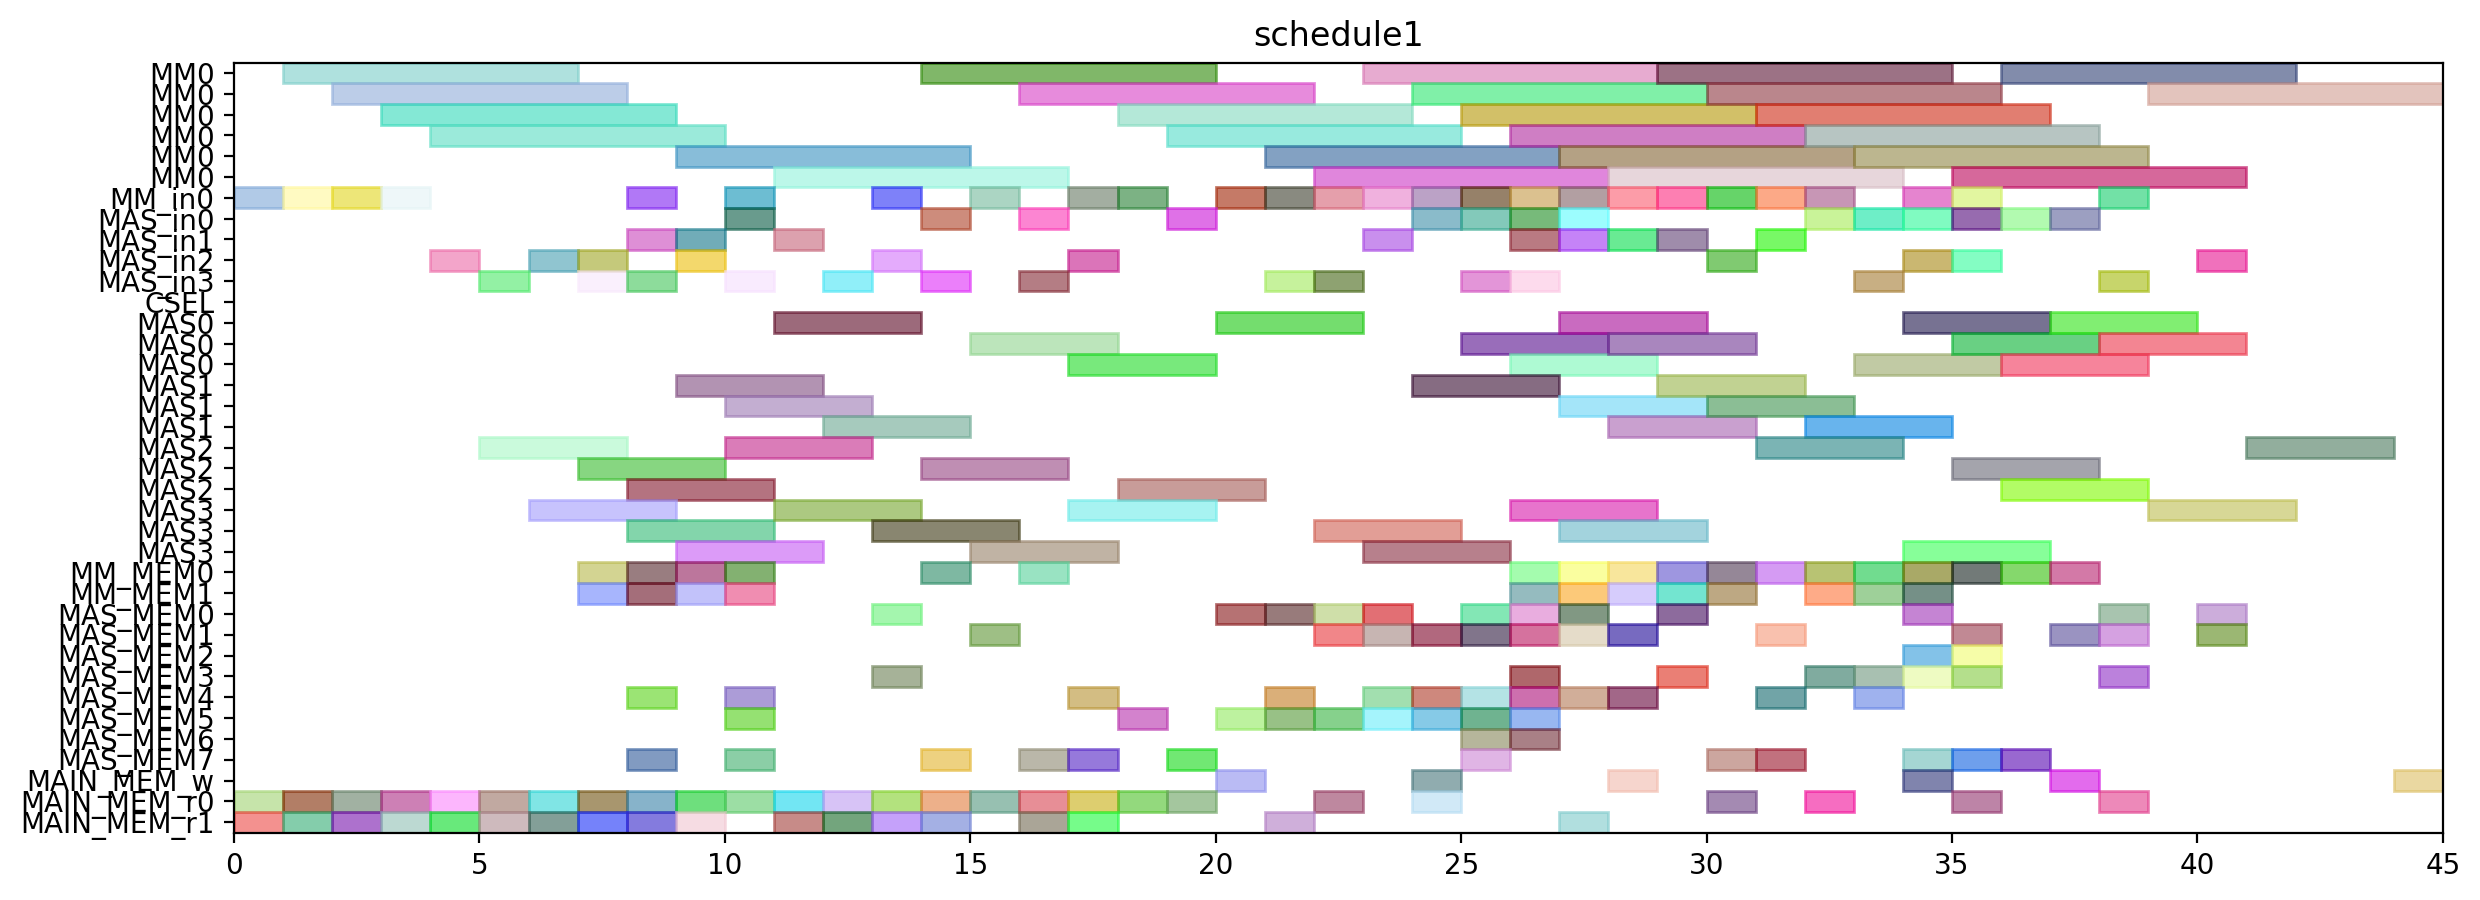 schedule1
MM0
MM0
MM0
MM0
MM0
MM0
MM_in0
MAS_in0
MAS_in1
MAS_in2
MAS_in3
CSEL
MAS0
MAS0
MAS0
MAS1
MAS1
MAS1
MAS2
MAS2
MAS2
MAS3
MAS3
MAS3
MM_MEM0
MM_MEM1
MAS_MEM0
MAS_MEM1
MAS_MEM2
MAS_MEM3
MAS_MEM4
MAS_MEM5
MAS_MEM6
MAS_MEM7
MAIN_MEM_w
MAIN_MEM_r0
MAIN_MEM_r1
0 5 10 15 20 25 30 35 40 45